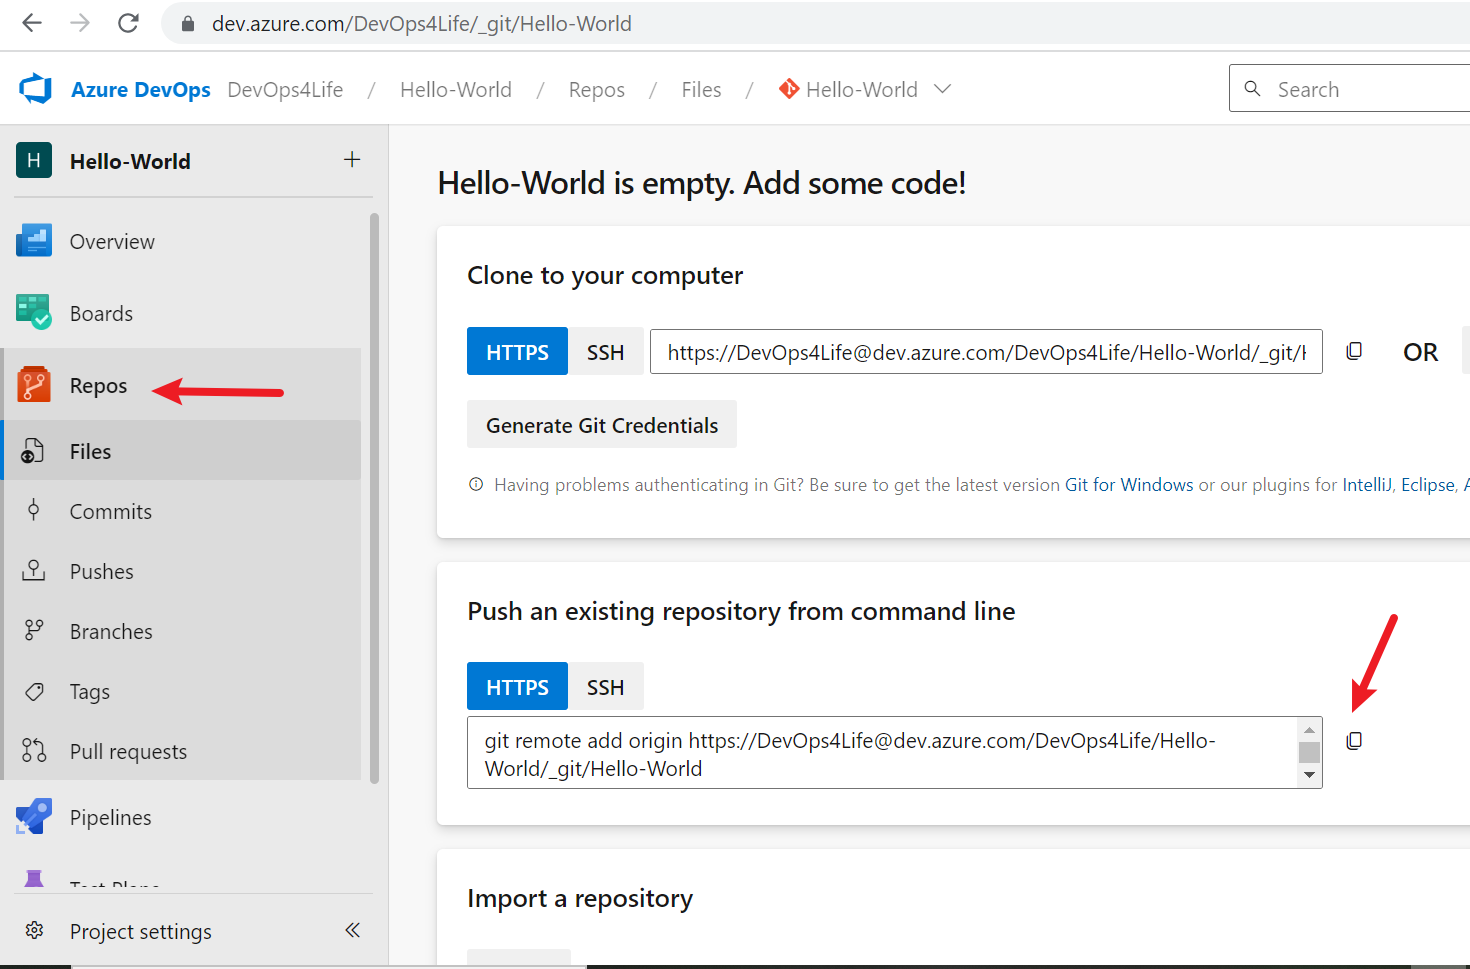 dev.azure.com/DevOps4Life/_git/Hello-World
Azure DevOps DevOps4Life / Hello-World / Repos / Files / Hello-World
Search
H Hello-World +
Overview
Boards
Repos
Files
Commits
Pushes
Branches
Tags
Pull requests
Pipelines
Test Plans
Project settings
Hello-World is empty. Add some code!
Clone to your computer
HTTPS SSH https://DevOps4Life@dev.azure.com/DevOps4Life/Hello-World/_git/H OR
Generate Git Credentials
Having problems authenticating in Git? Be sure to get the latest version Git for Windows or our plugins for IntelliJ, Eclipse, A
Push an existing repository from command line
HTTPS SSH
git remote add origin https://DevOps4Life@dev.azure.com/DevOps4Life/Hello-
World/_git/Hello-World
Import a repository